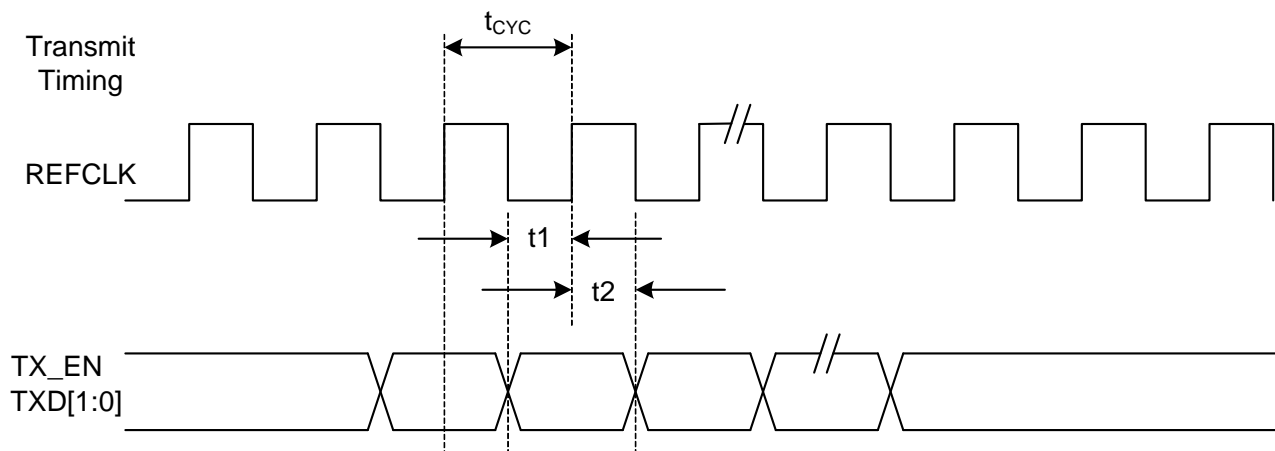 tCYC
Transmit
Timing
REFCLK
t1
t2
TX_EN
TXD[1:0]